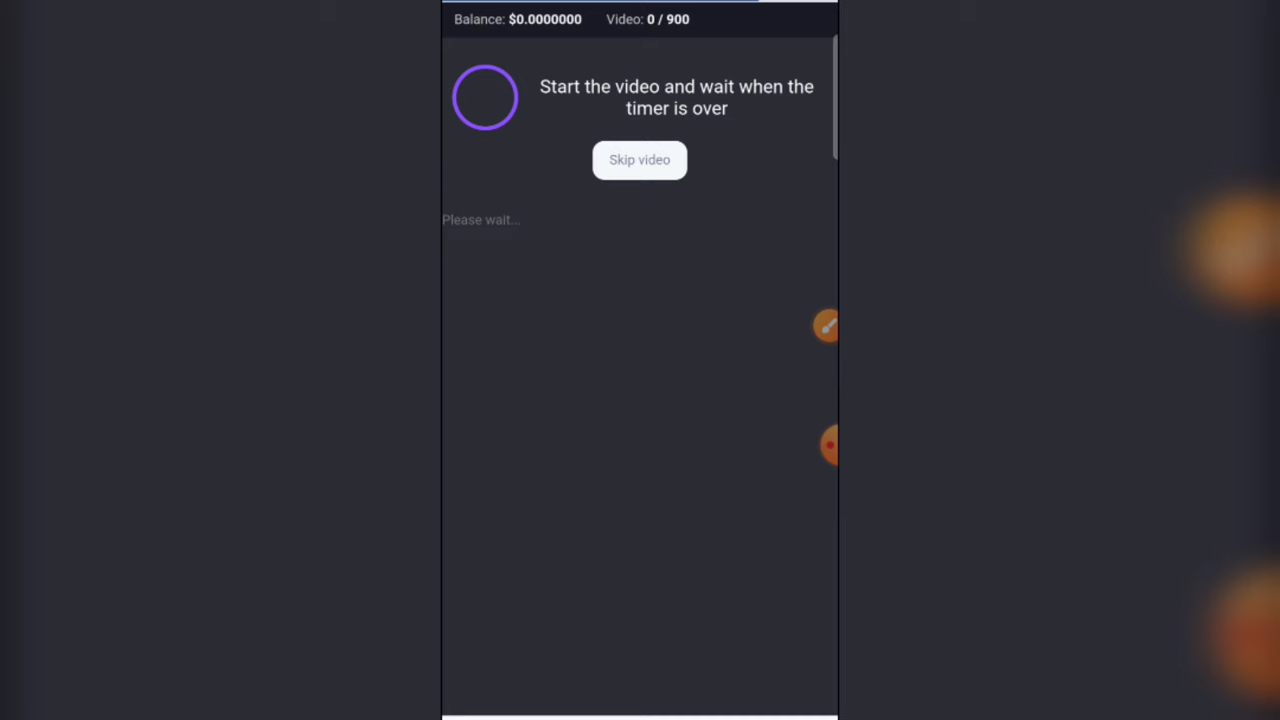 Balance: $0.0000000 Video: 0 / 900
Start the video and wait when the
timer is over
Skip video
Please wait...